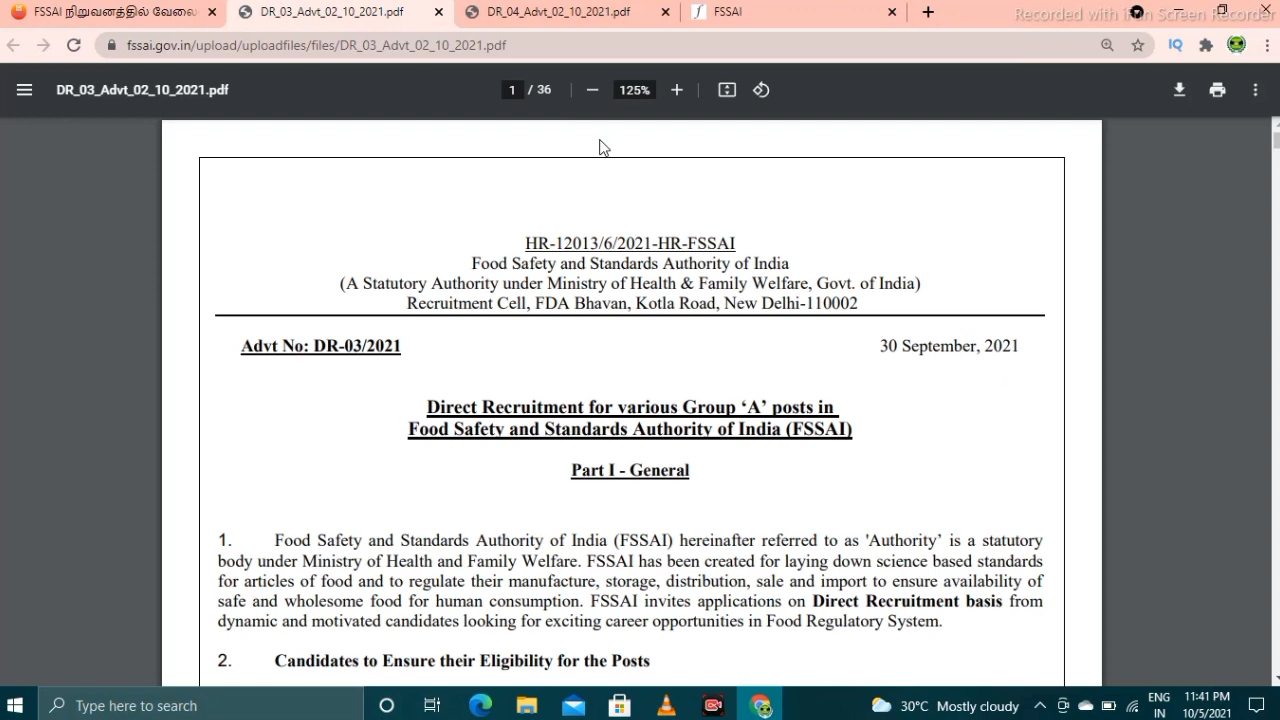 FSSAI நிறுவனத்தில் வேலை
DR_03_Advt_02_10_2021.pdf
DR_04_Advt_02_10_2021.pdf
FSSAI
Recorded with iFun Screen Recorder
fssai.gov.in/upload/uploadfiles/files/DR_03_Advt_02_10_2021.pdf
DR_03_Advt_02_10_2021.pdf
1 / 36
125%
HR-12013/6/2021-HR-FSSAI
Food Safety and Standards Authority of India
(A Statutory Authority under Ministry of Health & Family Welfare, Govt. of India)
Recruitment Cell, FDA Bhavan, Kotla Road, New Delhi-110002
Advt No: DR-03/2021
30 September, 2021
Direct Recruitment for various Group ‘A’ posts in
Food Safety and Standards Authority of India (FSSAI)
Part I - General
1. Food Safety and Standards Authority of India (FSSAI) hereinafter referred to as 'Authority’ is a statutory
body under Ministry of Health and Family Welfare. FSSAI has been created for laying down science based standards
for articles of food and to regulate their manufacture, storage, distribution, sale and import to ensure availability of
safe and wholesome food for human consumption. FSSAI invites applications on Direct Recruitment basis from
dynamic and motivated candidates looking for exciting career opportunities in Food Regulatory System.
2. Candidates to Ensure their Eligibility for the Posts
Type here to search
30°C Mostly cloudy
ENG
IN
11:41 PM
10/5/2021